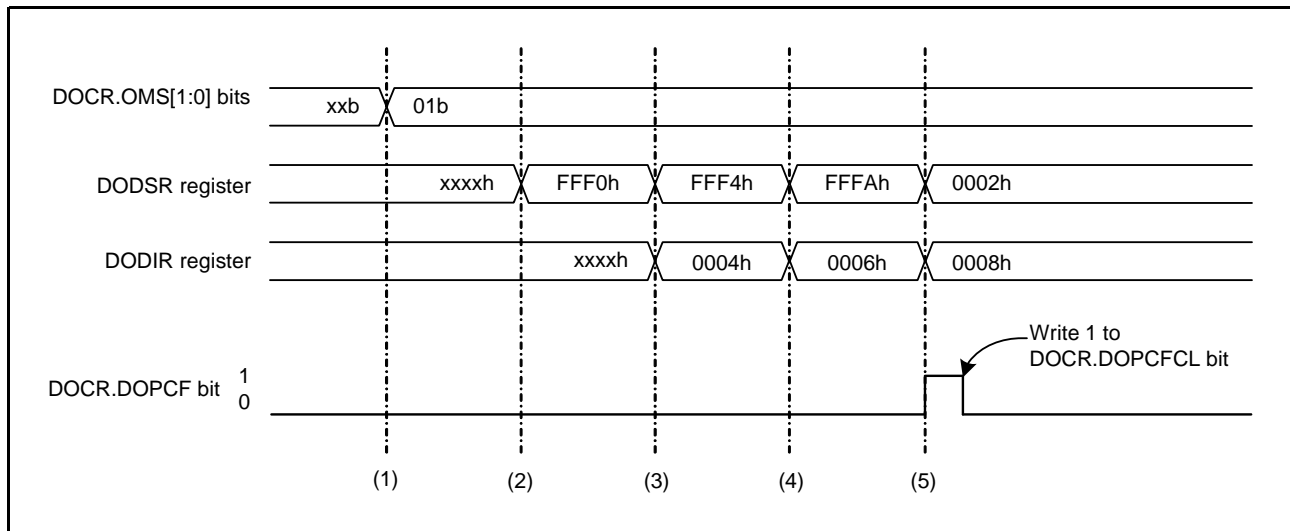 DOCR.OMS[1:0] bits
xxb
01b
DODSR register
xxxxh
FFF0h
FFF4h
FFFAh
0002h
DODIR register
xxxxh
0004h
0006h
0008h
Write 1 to
DOCR.DOPCFCL bit
DOCR.DOPCF bit
1
0
(1)
(2)
(3)
(4)
(5)